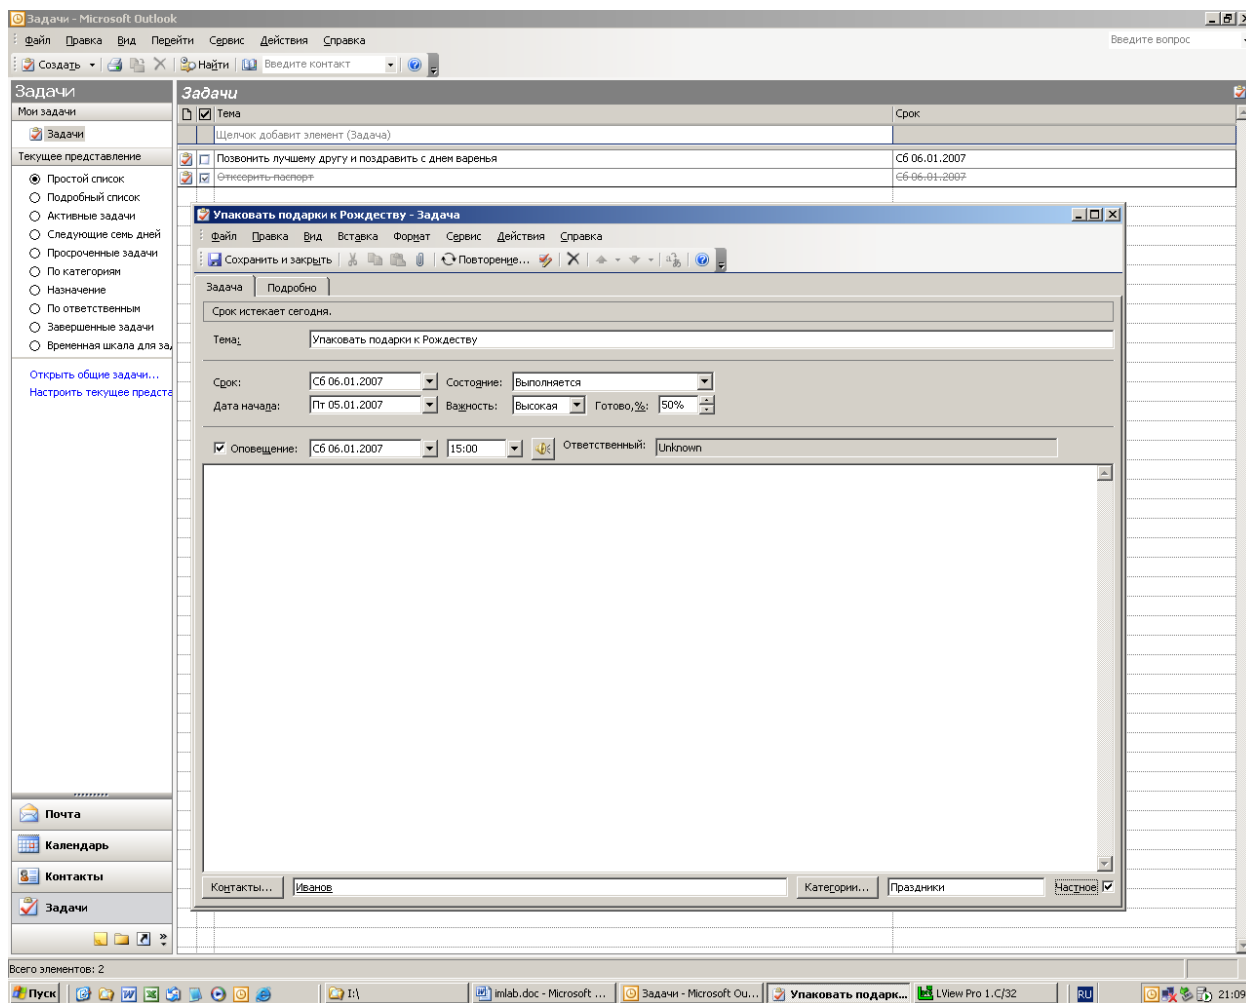 Задачи - Microsoft Outlook
Файл Правка Вид Перейти Сервис Действия Справка
Введите вопрос
Создать Найти Введите контакт
Задачи
Задачи
Мои задачи
Тема Срок
Задачи
Щелчок добавит элемент (Задача)
Текущее представление
Позвонить лучшему другу и поздравить с днем варенья Сб 06.01.2007
Отксерить паспорт Сб 06.01.2007
Простой список
Подробный список
Активные задачи
Следующие семь дней
Просроченные задачи
По категориям
Назначение
По ответственным
Завершенные задачи
Временная шкала для за
Открыть общие задачи...
Настроить текущее предста
Упаковать подарки к Рождеству - Задача
Файл Правка Вид Вставка Формат Сервис Действия Справка
Сохранить и закрыть Повторение...
Задача Подробно
Срок истекает сегодня.
Тема: Упаковать подарки к Рождеству
Срок: Сб 06.01.2007 Состояние: Выполняется
Дата начала: Пт 05.01.2007 Важность: Высокая Готово,%: 50%
Оповещение: Сб 06.01.2007 15:00 Ответственный: Unknown
Контакты... Иванов Категории... Праздники Частное
Почта
Календарь
Контакты
Задачи
Всего элементов: 2
Пуск I:\ imlab.doc - Microsoft ... Задачи - Microsoft Ou... Упаковать подарк... LView Pro 1.C/32 RU 21:09